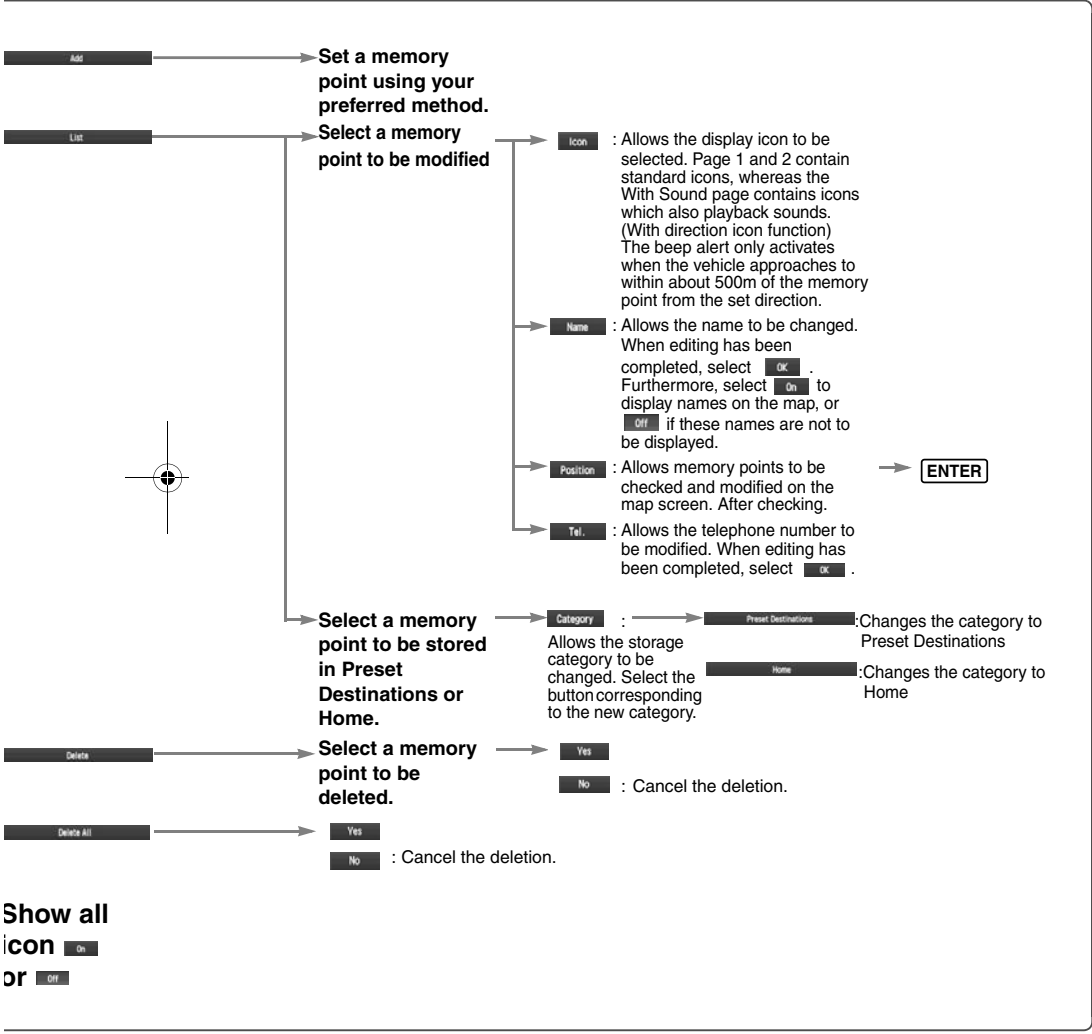 Add
Set a memory
point using your
preferred method.
List
Select a memory
point to be modified
Icon : Allows the display icon to be
selected. Page 1 and 2 contain
standard icons, whereas the
With Sound page contains icons
which also playback sounds.
(With direction icon function)
The beep alert only activates
when the vehicle approaches to
within about 500m of the memory
point from the set direction.
Name : Allows the name to be changed.
When editing has been
completed, select OK .
Furthermore, select On to
display names on the map, or
Off if these names are not to
be displayed.
Position : Allows memory points to be
checked and modified on the
map screen. After checking.
ENTER
Tel. : Allows the telephone number to
be modified. When editing has
been completed, select OK .
Select a memory
point to be stored
in Preset
Destinations or
Home.
Category :
Allows the storage
category to be
changed. Select the
button corresponding
to the new category.
Preset Destinations :Changes the category to
Preset Destinations
Home :Changes the category to
Home
Delete
Select a memory
point to be
deleted.
Yes
No : Cancel the deletion.
Delete All
Yes
No : Cancel the deletion.
Show all
icon On
or Off